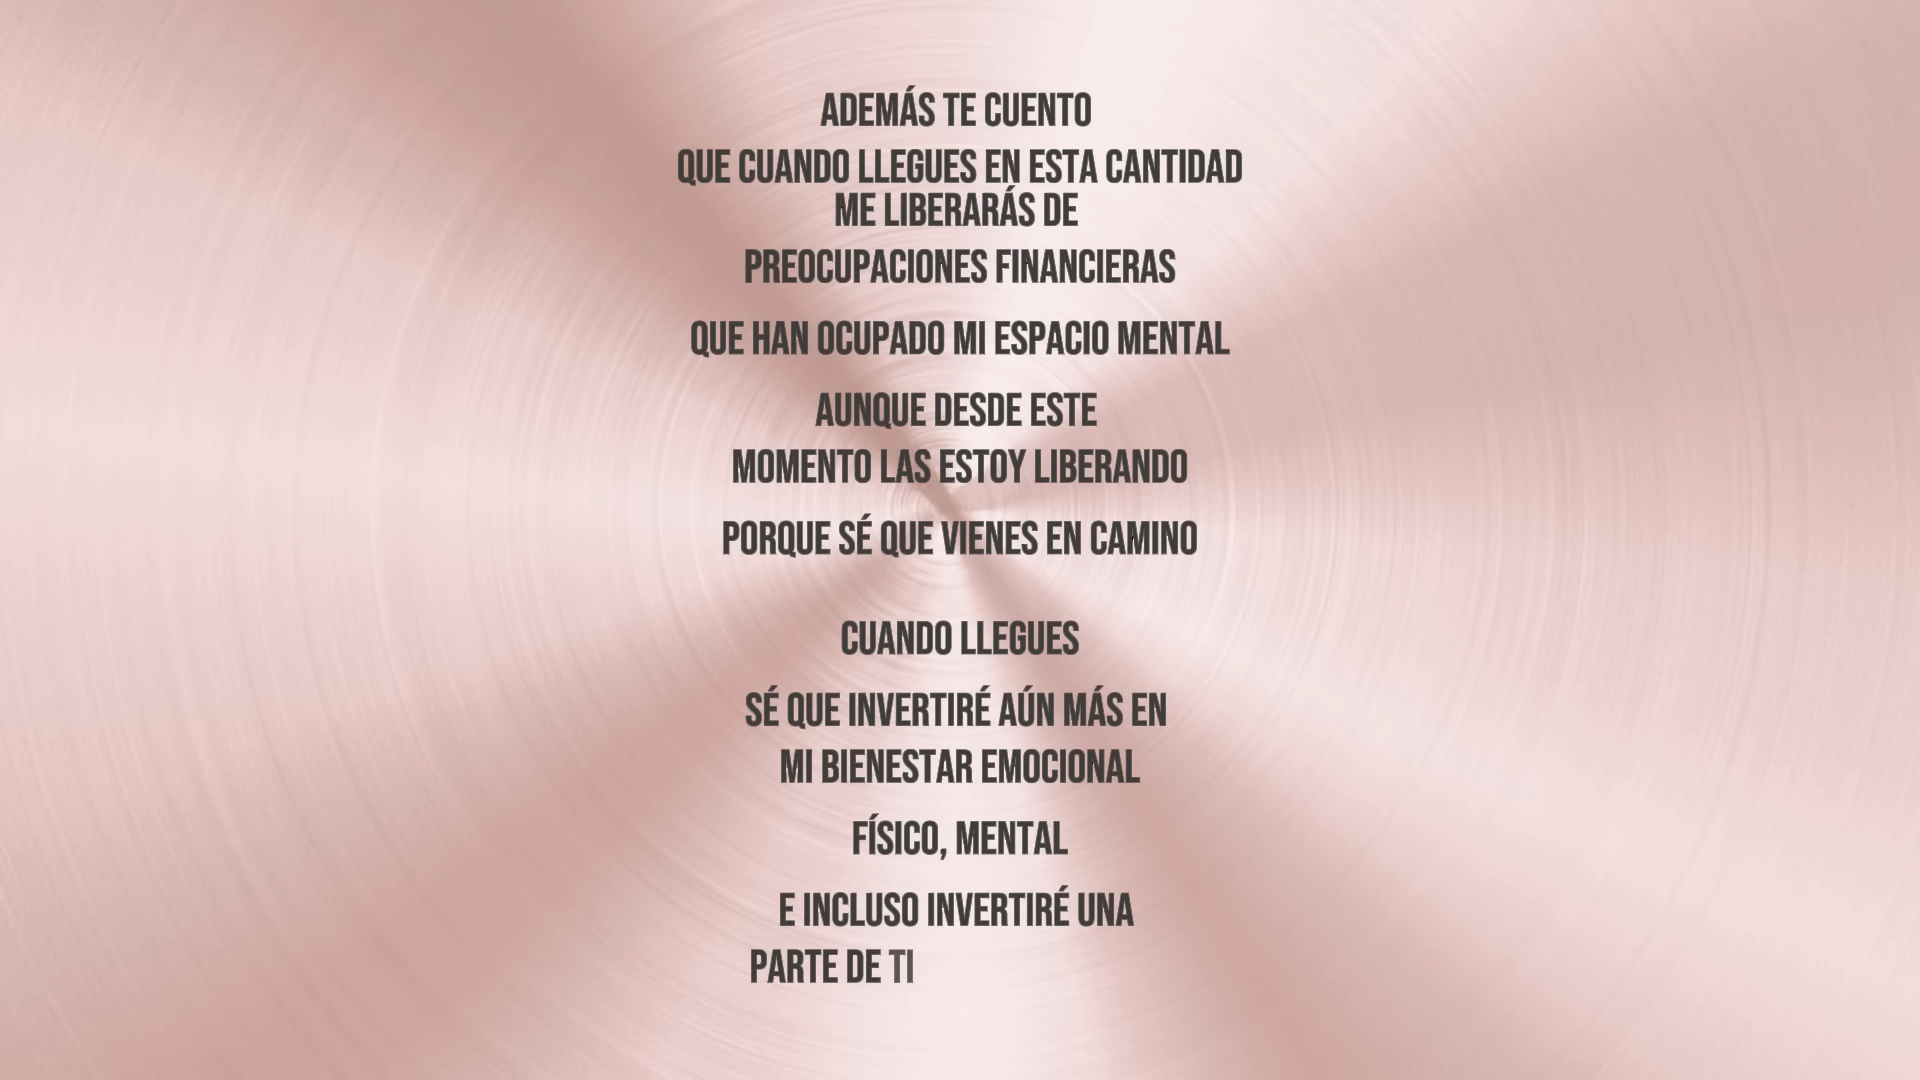 ADEMÁS TE CUENTO
QUE CUANDO LLEGUES EN ESTA CANTIDAD
ME LIBERARÁS DE
PREOCUPACIONES FINANCIERAS
QUE HAN OCUPADO MI ESPACIO MENTAL
AUNQUE DESDE ESTE
MOMENTO LAS ESTOY LIBERANDO
PORQUE SÉ QUE VIENES EN CAMINO
CUANDO LLEGUES
SÉ QUE INVERTIRÉ AÚN MÁS EN
MI BIENESTAR EMOCIONAL
FÍSICO, MENTAL
E INCLUSO INVERTIRÉ UNA
PARTE DE TI